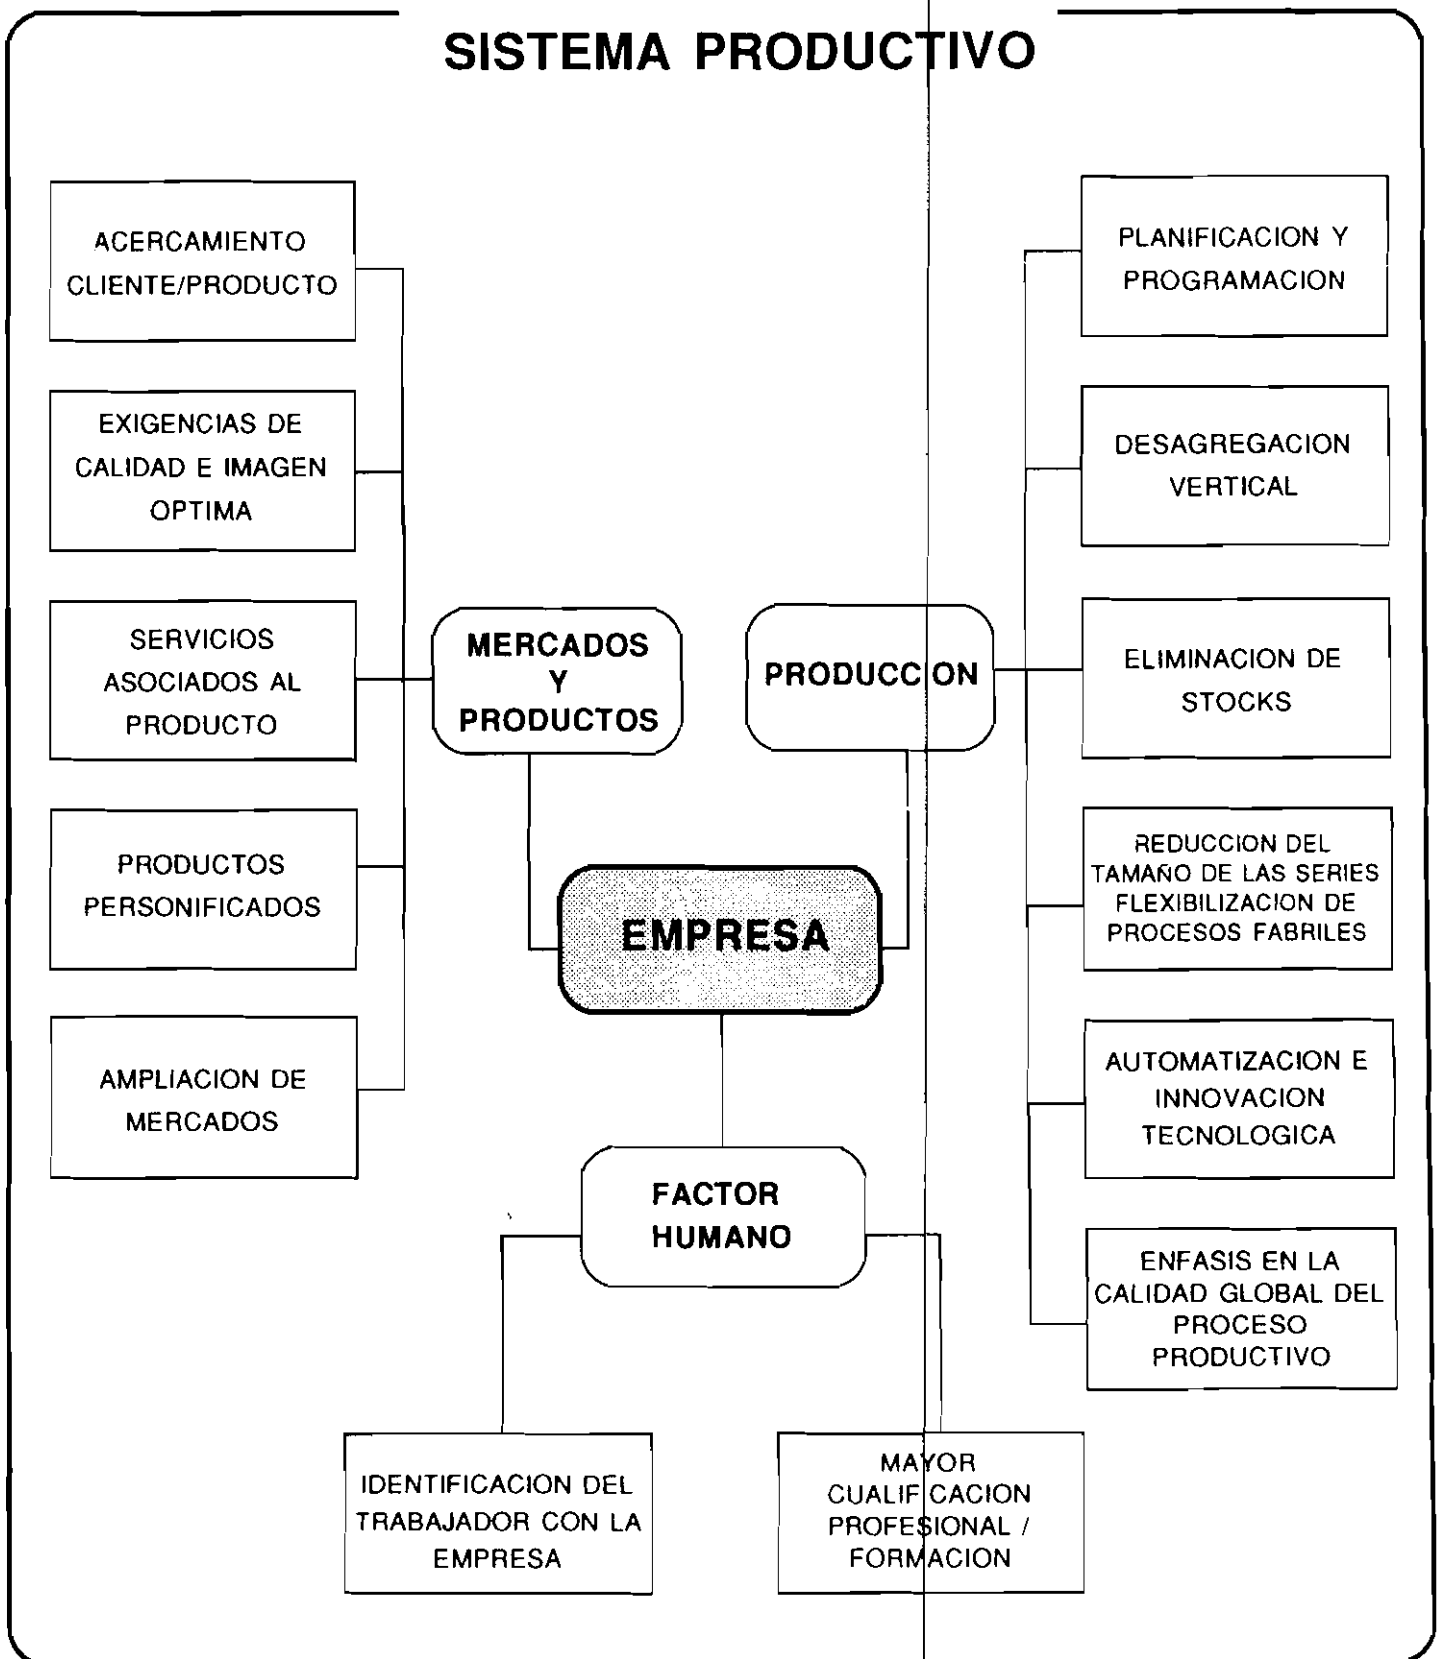 SISTEMA PRODUCTIVO
ACERCAMIENTO
CLIENTE/PRODUCTO
EXIGENCIAS DE
CALIDAD E IMAGEN
OPTIMA
SERVICIOS
ASOCIADOS AL
PRODUCTO
PRODUCTOS
PERSONIFICADOS
AMPLIACION DE
MERCADOS
MERCADOS
Y
PRODUCTOS
PRODUCCION
EMPRESA
FACTOR
HUMANO
PLANIFICACION Y
PROGRAMACION
DESAGREGACION
VERTICAL
ELIMINACION DE
STOCKS
REDUCCION DEL
TAMAÑO DE LAS SERIES
FLEXIBILIZACION DE
PROCESOS FABRILES
AUTOMATIZACION E
INNOVACION
TECNOLOGICA
ENFASIS EN LA
CALIDAD GLOBAL DEL
PROCESO
PRODUCTIVO
IDENTIFICACION DEL
TRABAJADOR CON LA
EMPRESA
MAYOR
CUALIFICACION
PROFESIONAL /
FORMACION